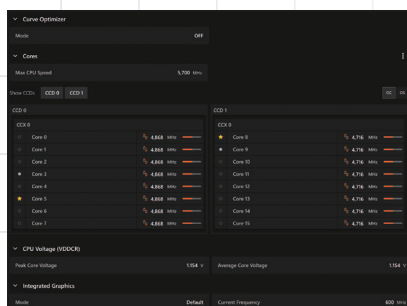 Curve Optimizer
Mode OFF
Cores
Max CPU Speed 5,700 MHz
Show CCDs CCD 0 CCD 1 GC OS
CCD 0 CCD 1
CCX 0 CCX 0
Core 0 4,868 MHz Core 8 4,716 MHz
Core 1 4,868 MHz Core 9 4,716 MHz
Core 2 4,868 MHz Core 10 4,716 MHz
Core 3 4,868 MHz Core 11 4,716 MHz
Core 4 4,868 MHz Core 12 4,716 MHz
Core 5 4,868 MHz Core 13 4,716 MHz
Core 6 4,868 MHz Core 14 4,716 MHz
Core 7 4,868 MHz Core 15 4,716 MHz
CPU Voltage (VDDCR)
Peak Core Voltage 1.154 V Average Core Voltage 1.154 V
Integrated Graphics
Mode Default Current Frequency 600 MHz